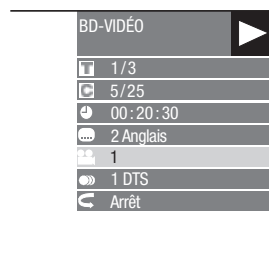 BD-VIDÉO
T 1/3
C 5/25
00:20:30
2 Anglais
1
1 DTS
Arrêt